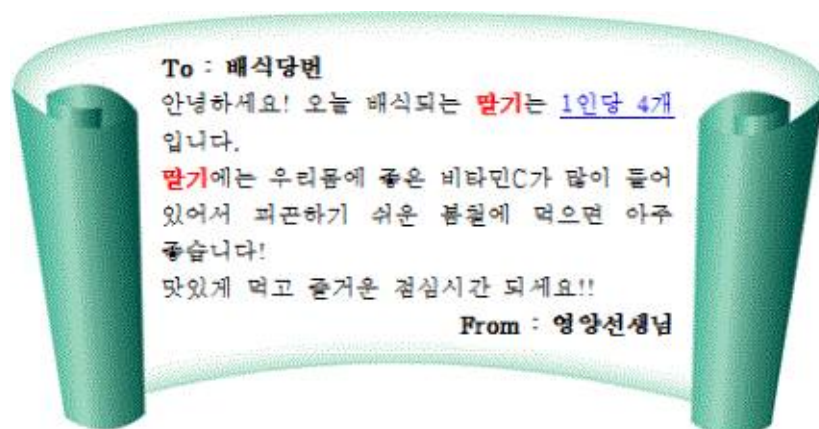 To : 배식당번
안녕하세요! 오늘 배식되는 딸기는 1인당 4개
입니다.
딸기에는 우리몸에 좋은 비타민C가 많이 들어
있어서 피곤하기 쉬운 봄철에 먹으면 아주
좋습니다!
맛있게 먹고 즐거운 점심시간 되세요!!
From : 영양선생님